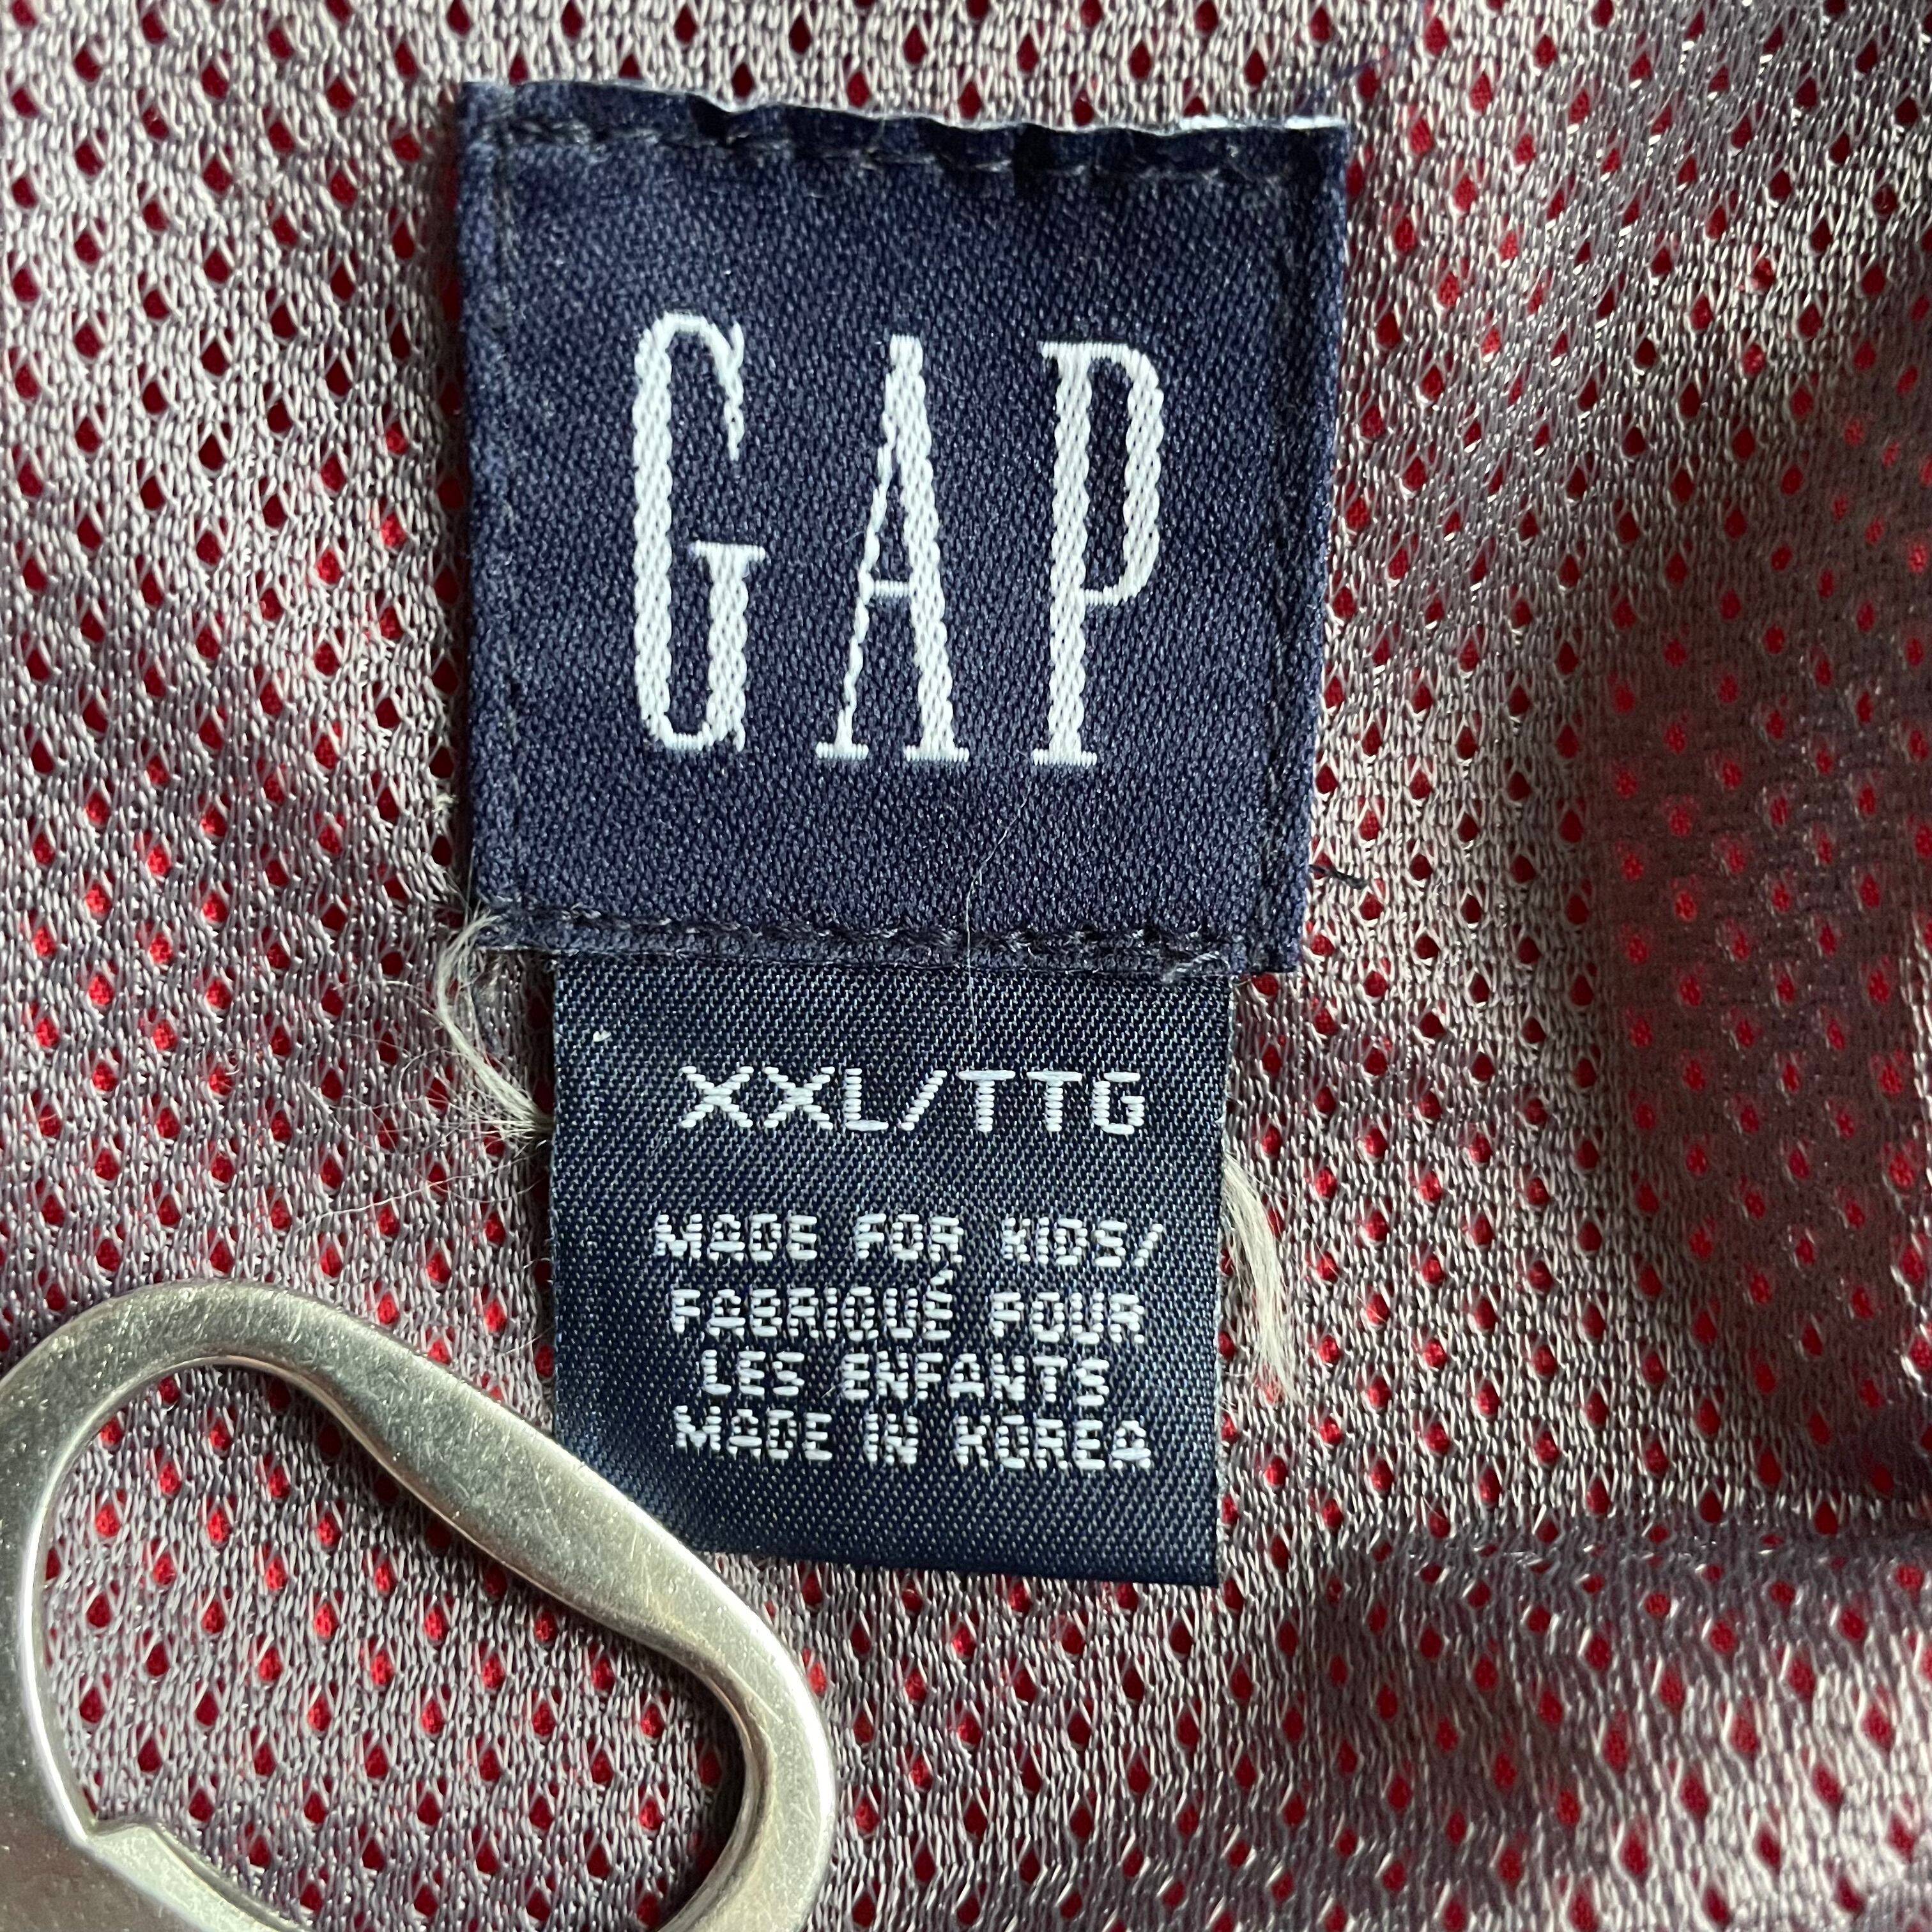 GAP
XXL/TTG
MADE FOR KIDS/
FABRIQUÉ POUR
LES ENFANTS
MADE IN KOREA